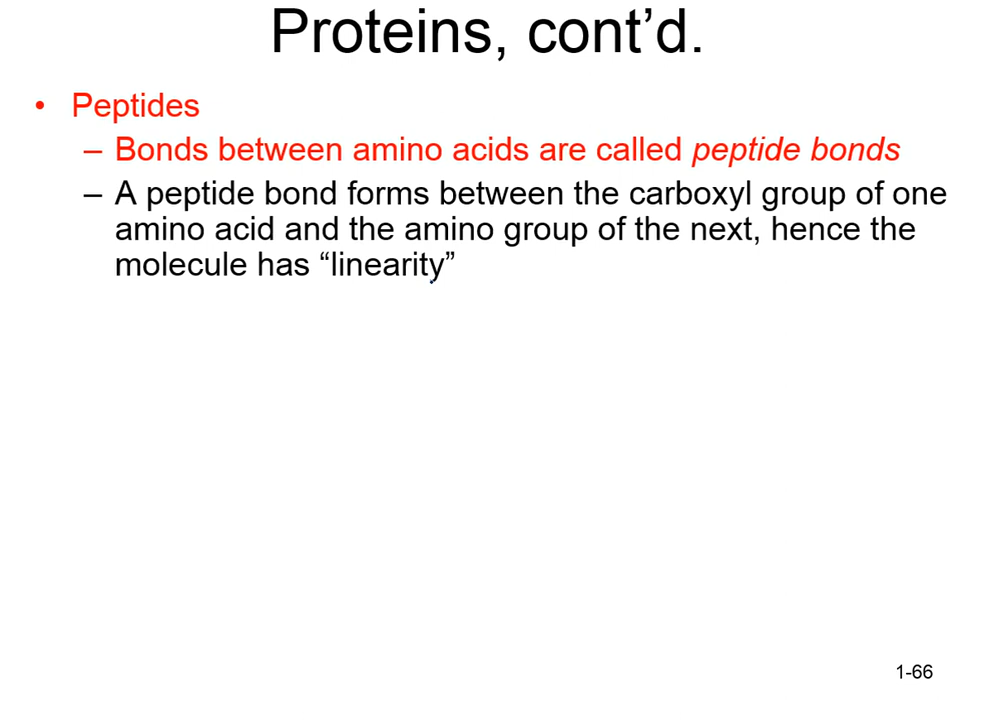 Proteins, cont’d.
• Peptides
– Bonds between amino acids are called peptide bonds
– A peptide bond forms between the carboxyl group of one
amino acid and the amino group of the next, hence the
molecule has “linearity”
1-66